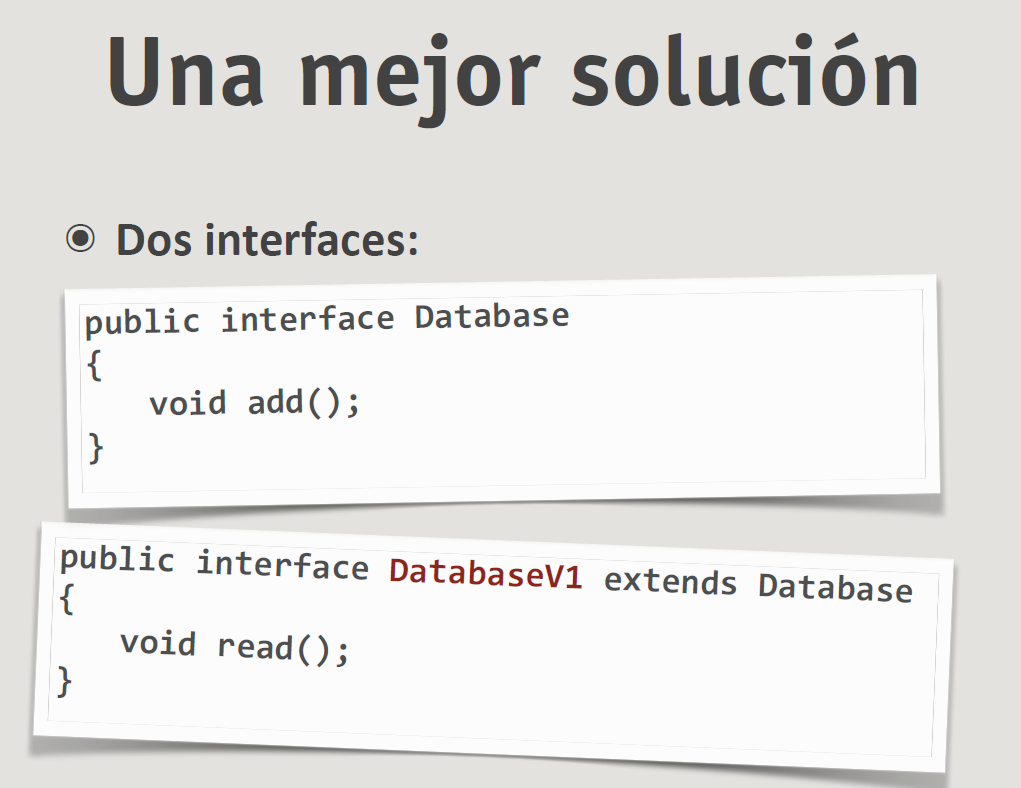 Una mejor solución
Dos interfaces:
public interface Database
{
void add();
}
public interface DatabaseV1 extends Database
{
void read();
}